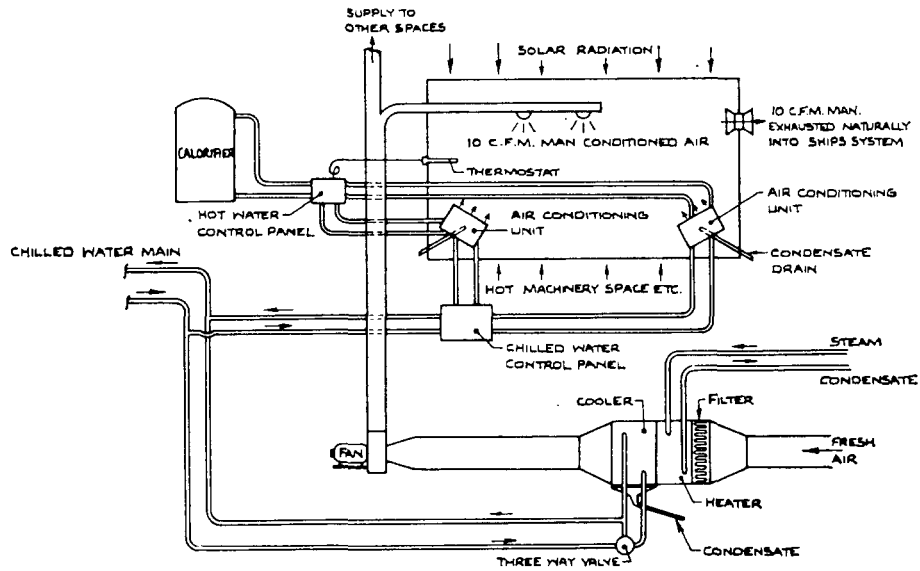 SUPPLY TO
OTHER SPACES
SOLAR RADIATION
10 C.F.M. MAN CONDITIONED AIR
10 C.F.M. MAN.
EXHAUSTED NATURALLY
INTO SHIPS SYSTEM
CALORIFIER
THERMOSTAT
HOT WATER
CONTROL PANEL
AIR CONDITIONING
UNIT
AIR CONDITIONING
UNIT
CHILLED WATER MAIN
CONDENSATE
DRAIN
HOT MACHINERY SPACE ETC.
CHILLED WATER
CONTROL PANEL
STEAM
CONDENSATE
COOLER
FILTER
FAN
FRESH
AIR
HEATER
CONDENSATE
THREE WAY VALVE